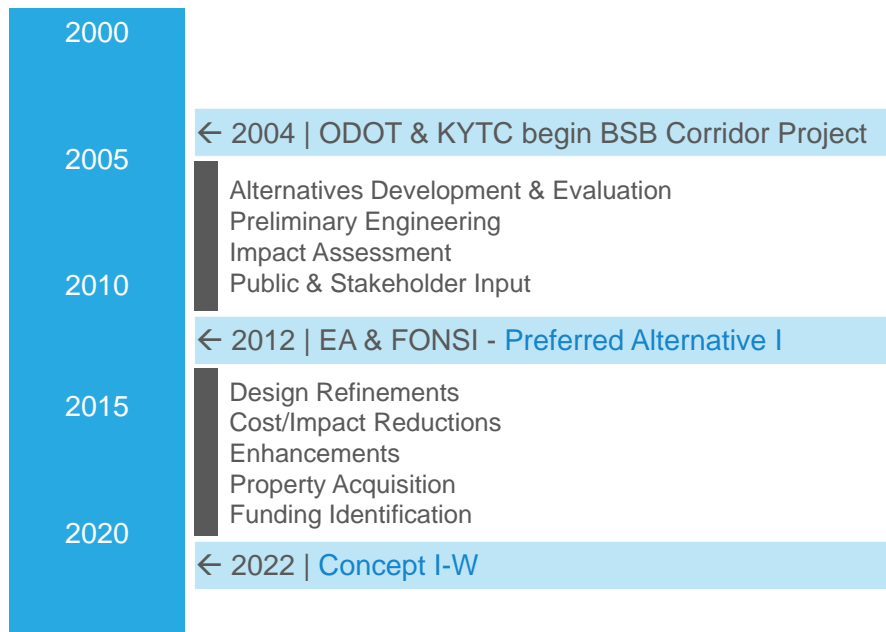 2000
← 2004 | ODOT & KYTC begin BSB Corridor Project
2005
Alternatives Development & Evaluation
Preliminary Engineering
Impact Assessment
2010
Public & Stakeholder Input
← 2012 | EA & FONSI - Preferred Alternative I
Design Refinements
2015
Cost/Impact Reductions
Enhancements
Property Acquisition
Funding Identification
2020
← 2022 | Concept I-W